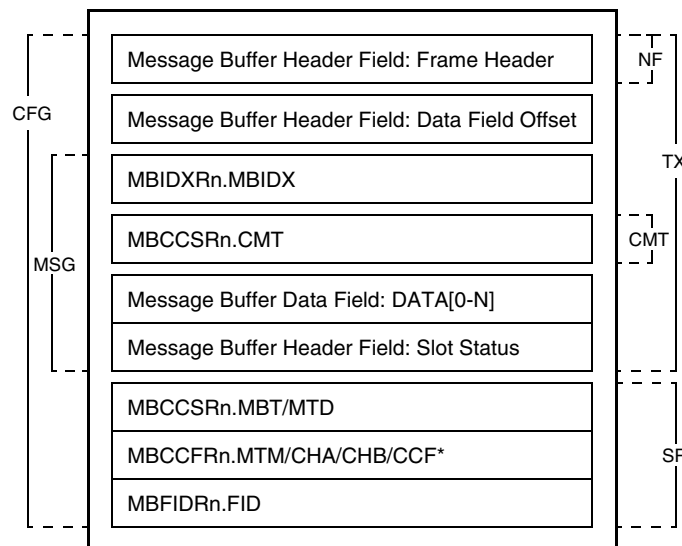 Message Buffer Header Field: Frame Header
NF
CFG
Message Buffer Header Field: Data Field Offset
TX
MBIDXRn.MBIDX
MBCCSRn.CMT
CMT
MSG
Message Buffer Data Field: DATA[0-N]
Message Buffer Header Field: Slot Status
MBCCSRn.MBT/MTD
MBCCFRn.MTM/CHA/CHB/CCF*
MBFIDRn.FID